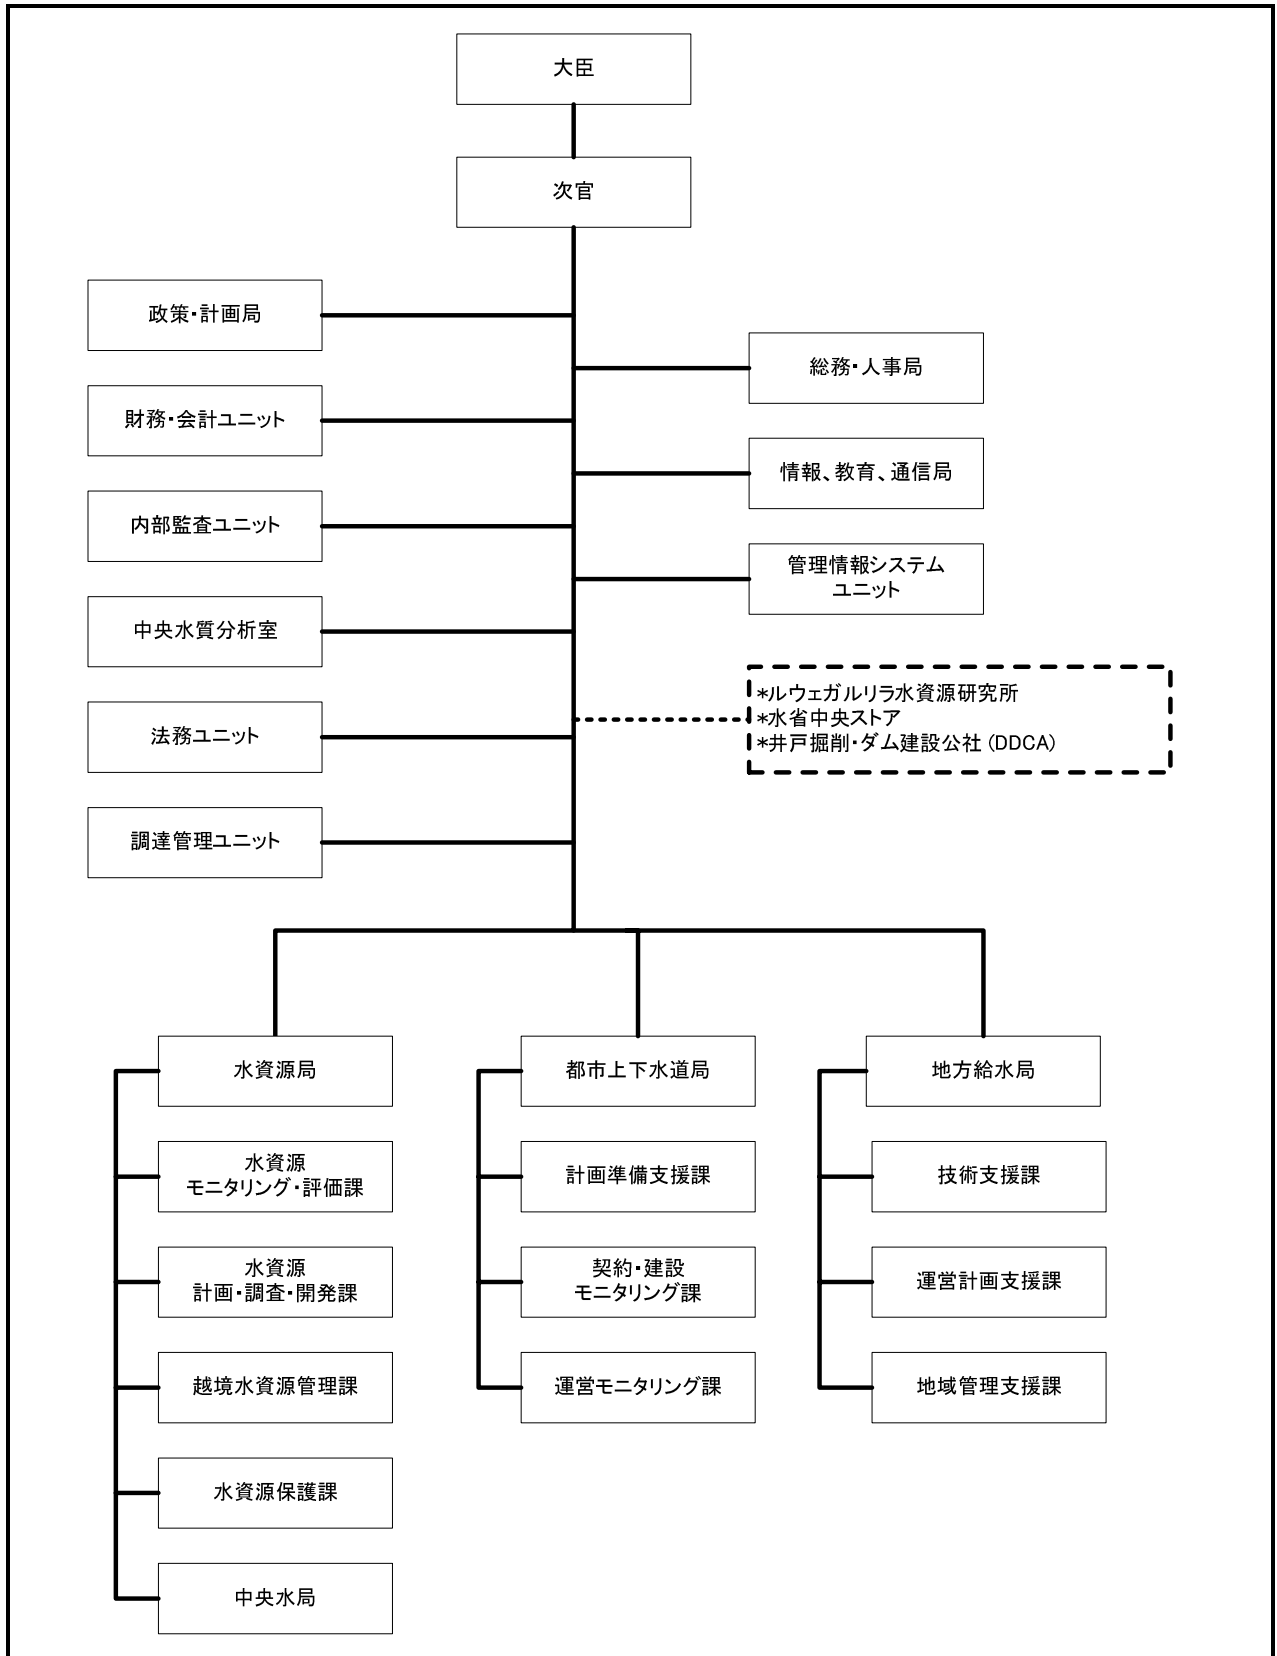 大臣
次官
政策・計画局
総務・人事局
財務・会計ユニット
情報、教育、通信局
内部監査ユニット
管理情報システム
ユニット
中央水質分析室
*ルウェガルリラ水資源研究所
*水省中央ストア
*井戸掘削・ダム建設公社 (DDCA)
法務ユニット
調達管理ユニット
水資源局
都市上下水道局
地方給水局
水資源
モニタリング・評価課
計画準備支援課
技術支援課
水資源
計画・調査・開発課
契約・建設
モニタリング課
運営計画支援課
越境水資源管理課
運営モニタリング課
地域管理支援課
水資源保護課
中央水局